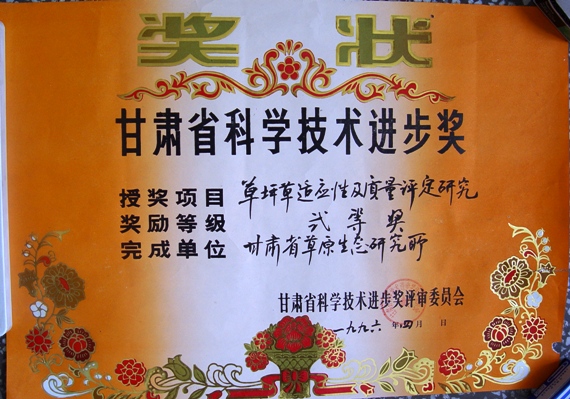 奖状
甘肃省科学技术进步奖
授奖项目 草坪草适应性及质量评定研究
奖励等级 弍等奖
完成单位 甘肃省草原生态研究所
甘肃省科学技术进步奖评审委员会
一九九六年四月 日